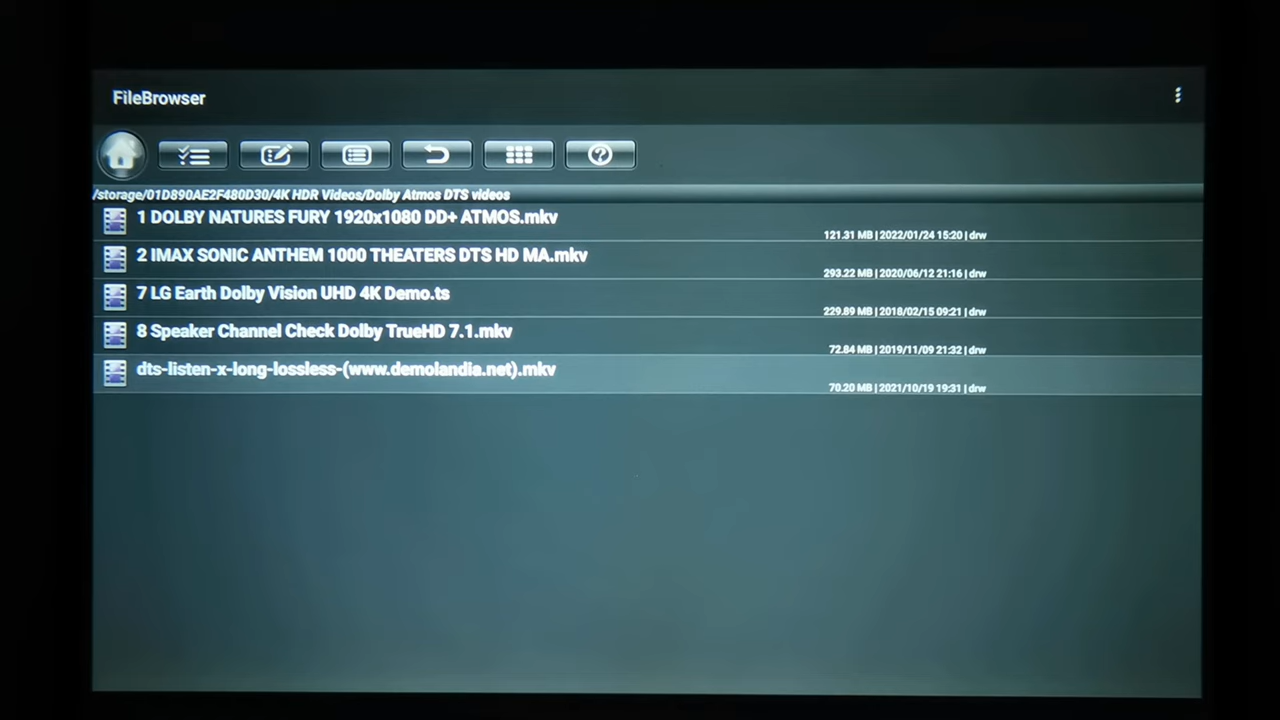 FileBrowser
/storage/01D890AE2F480D30/4K HDR Videos/Dolby Atmos DTS videos
1 DOLBY NATURES FURY 1920x1080 DD+ ATMOS.mkv
121.31 MB | 2022/01/24 15:20 | drw
2 IMAX SONIC ANTHEM 1000 THEATERS DTS HD MA.mkv
293.22 MB | 2020/06/12 21:16 | drw
7 LG Earth Dolby Vision UHD 4K Demo.ts
229.89 MB | 2018/02/15 09:21 | drw
8 Speaker Channel Check Dolby TrueHD 7.1.mkv
72.84 MB | 2019/11/09 21:32 | drw
dts-listen-x-long-lossless-(www.demolandia.net).mkv
70.20 MB | 2021/10/19 19:31 | drw